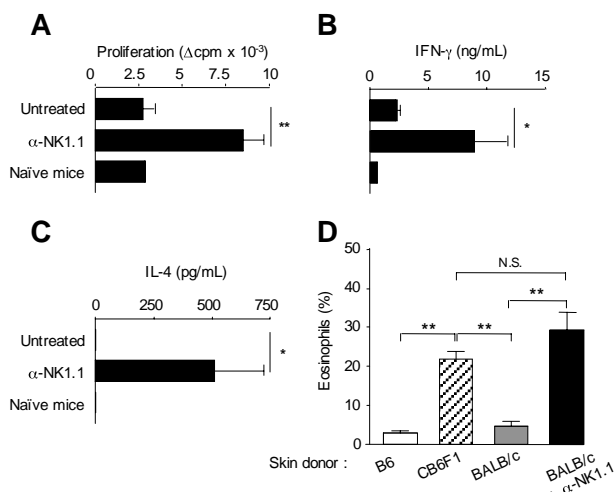 A
Proliferation (Δcpm x 10-3)
0 2.5 5 7.5 10
Untreated
**
α-NK1.1
Naïve mice
B
IFN-γ (ng/mL)
0 5 10 15
*
C
IL-4 (pg/mL)
0 250 500 750
Untreated
*
α-NK1.1
Naïve mice
D
50
40
30
20
10
0
Eosinophils (%)
N.S.
**
** **
Skin donor :
B6
CB6F1
BALB/c
BALB/c
α-NK1.1